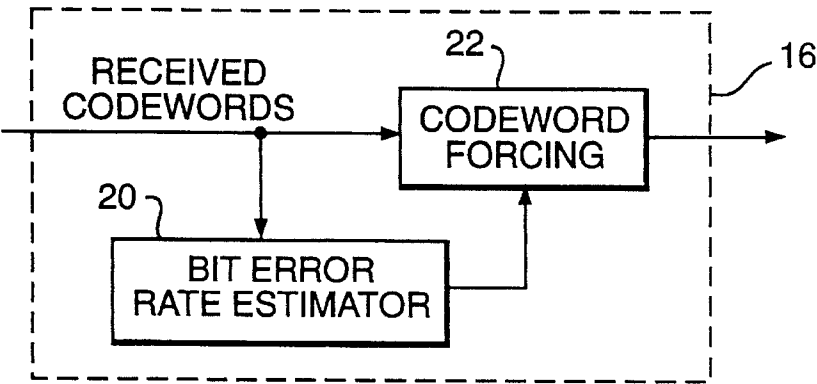 RECEIVED
CODEWORDS
22
16
CODEWORD
FORCING
20
BIT ERROR
RATE ESTIMATOR